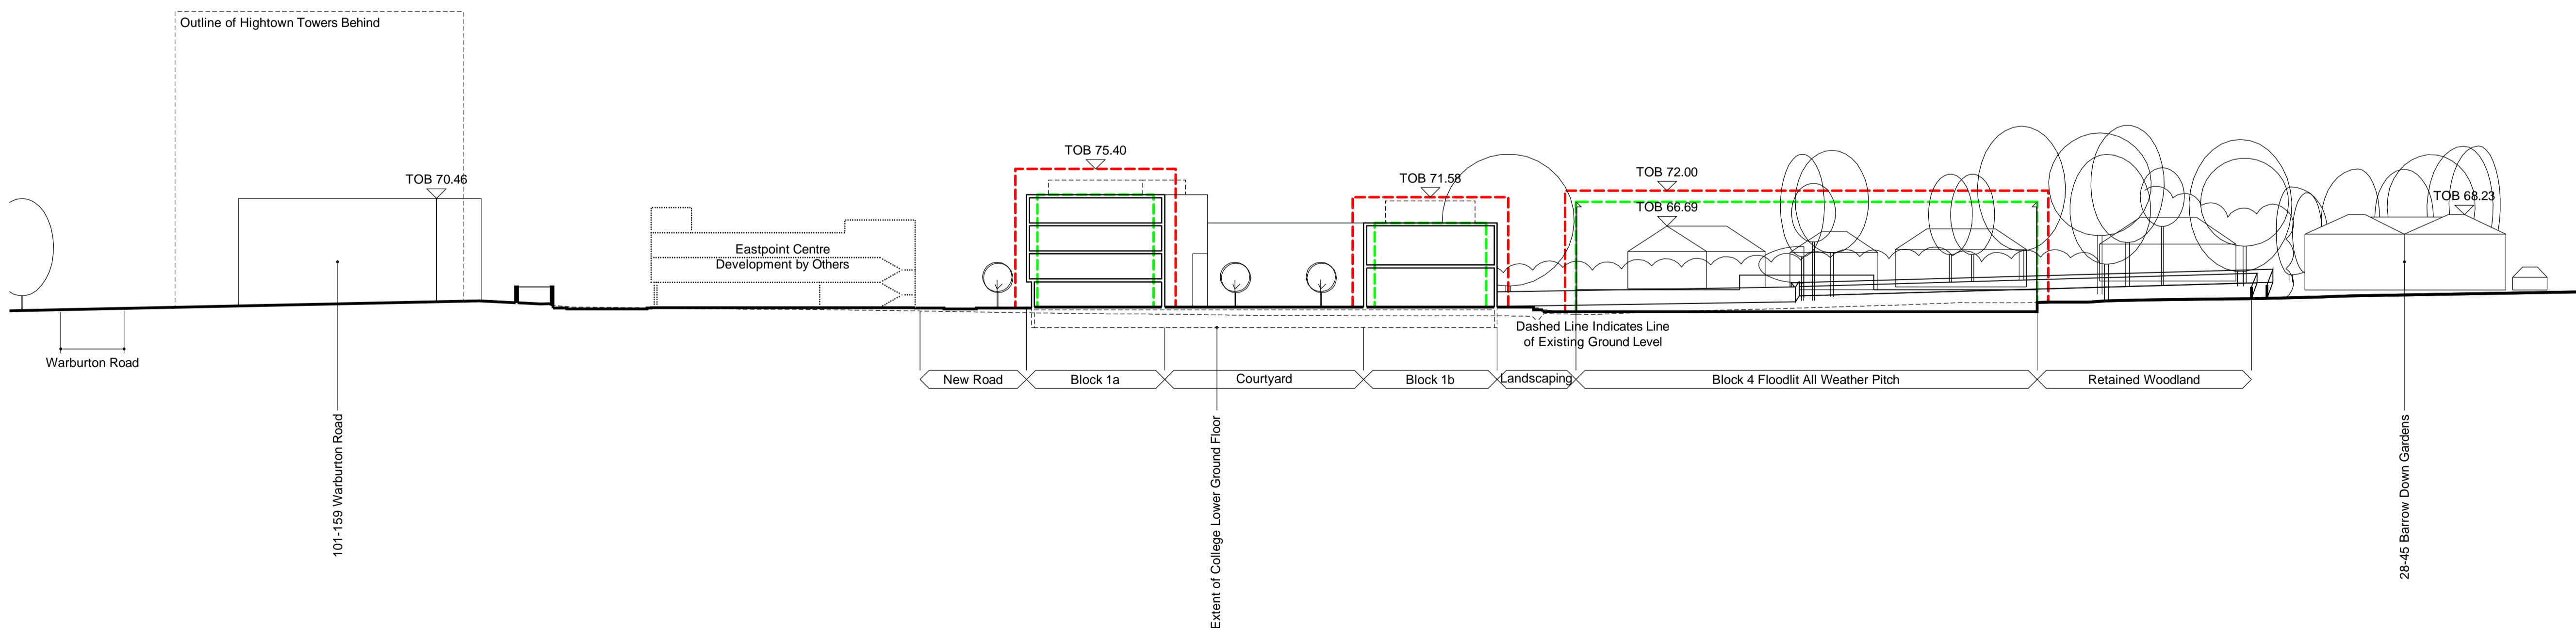 Outline of Hightown Towers Behind
TOB 70.46
TOB 75.40
TOB 71.58
TOB 72.00
TOB 66.69
TOB 68.23
Eastpoint Centre
Development by Others
Dashed Line Indicates Line
of Existing Ground Level
Warburton Road
New Road
Block 1a
Courtyard
Block 1b
Landscaping
Block 4 Floodlit All Weather Pitch
Retained Woodland
101-159 Warburton Road
Extent of College Lower Ground Floor
28-45 Barrow Down Gardens